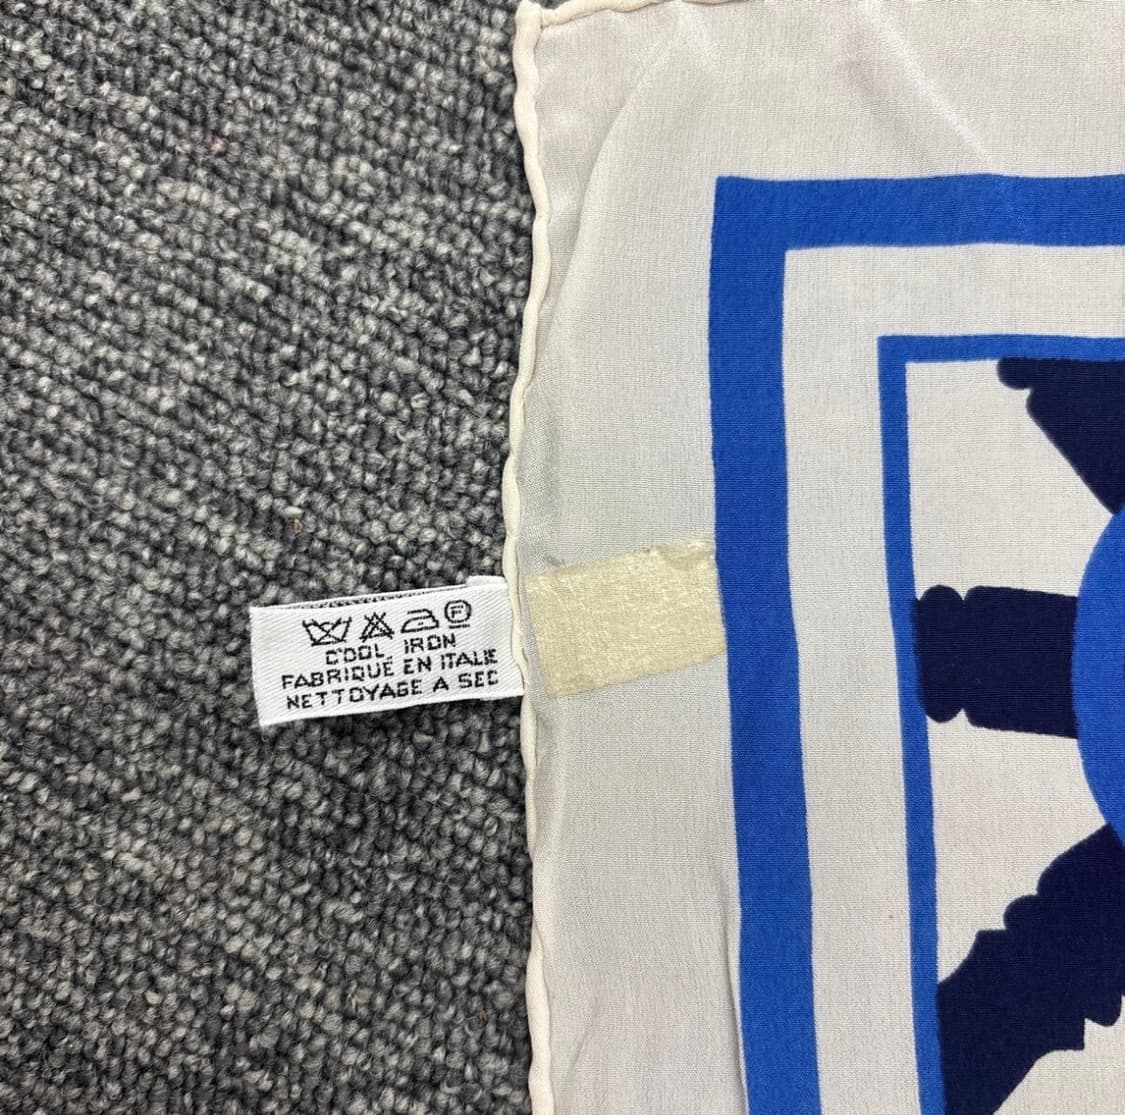 COOL IRON
FABRIQUÉ EN ITALIE
NETTOYAGE A SEC